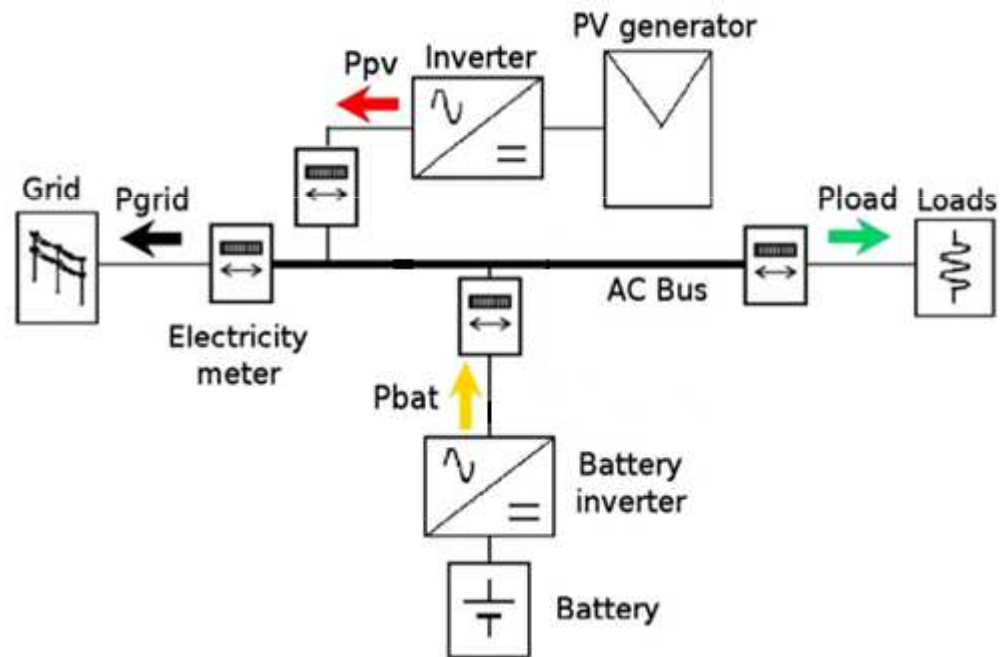 PV generator
Inverter
Ppv
Grid
Pgrid
Pload
Loads
AC Bus
Electricity
meter
Pbat
Battery
inverter
Battery